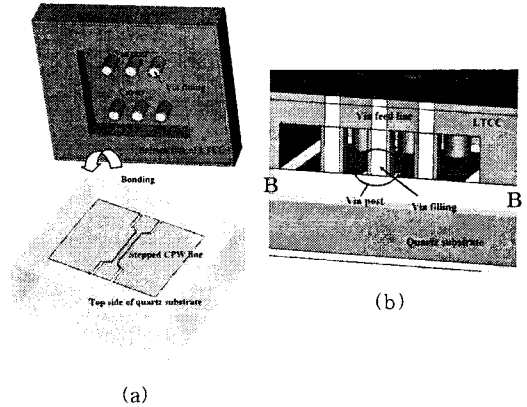 Cavity
Via filling
Bonding
Stepped CPW line
Top side of quartz substrate
(a)
Via feed line
LTCC
B
B
Via post
Via filling
Quartz substrate
(b)